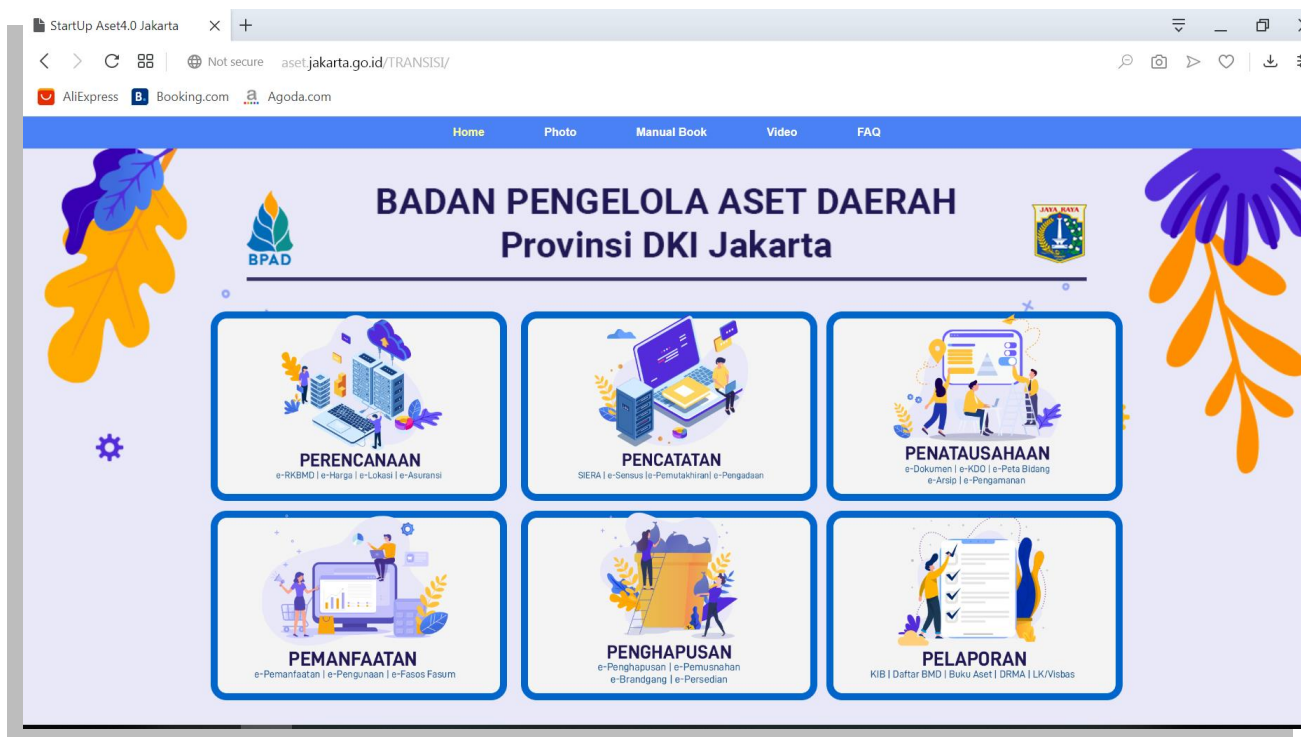 StartUp Aset4.0 Jakarta
Not secure aset.jakarta.go.id/TRANSISI/
AliExpress B. Booking.com a Agoda.com
Home Photo Manual Book Video FAQ
BADAN PENGELOLA ASET DAERAH
Provinsi DKI Jakarta
BPAD
JAYA RAYA
PERENCANAAN
e-RKBMD | e-Harga | e-Lokasi | e-Asuransi
PENCATATAN
SIERA | e-Sensus |e-Pemutakhiran| e-Pengadaan
PENATAUSAHAAN
e-Dokumen | e-KDO | e-Peta Bidang
e-Arsip | e-Pengamanan
PEMANFAATAN
e-Pemanfaatan | e-Pengunaan | e-Fasos Fasum
PENGHAPUSAN
e-Penghapusan | e-Pemusnahan
e-Brandgang | e-Persedian
PELAPORAN
KIB | Daftar BMD | Buku Aset | DRMA | LK/Visbas